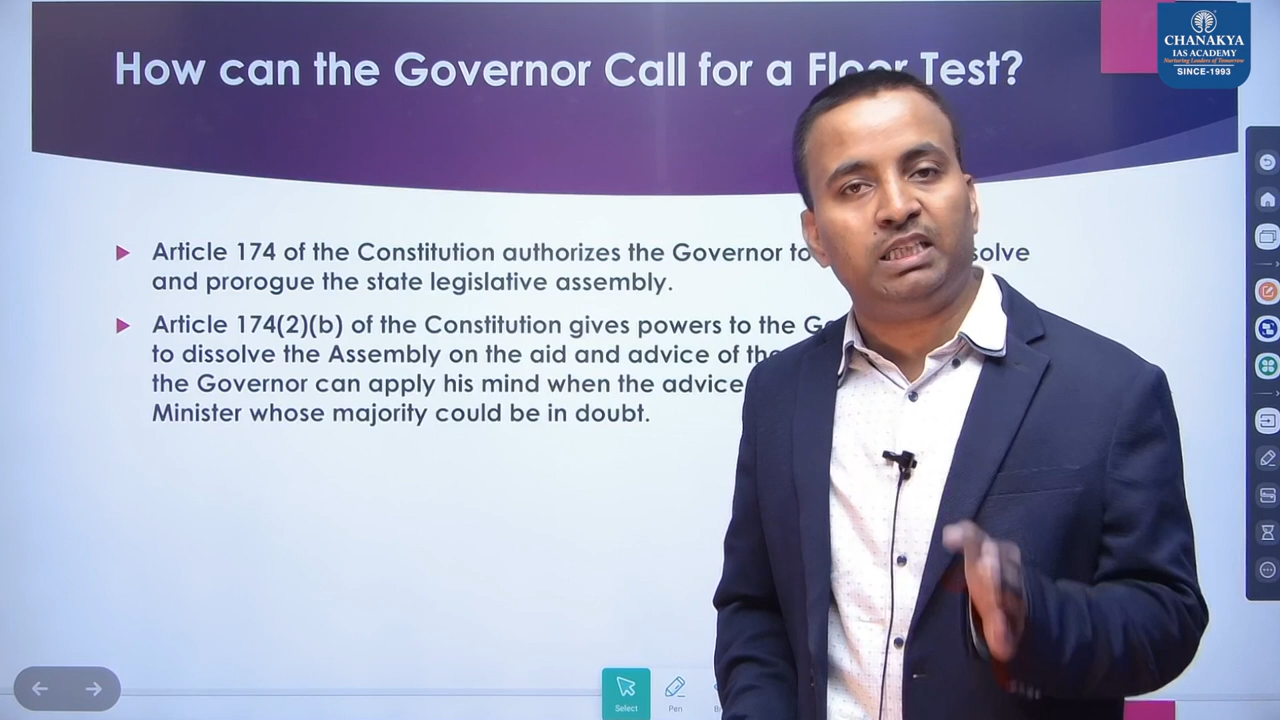 How can the Governor Call for a Floor Test?
CHANAKYA
IAS ACADEMY
Nurturing Leaders of Tomorrow
SINCE-1993
Article 174 of the Constitution authorizes the Governor to
and prorogue the state legislative assembly.
Article 174(2)(b) of the Constitution gives powers to the
to dissolve the Assembly on the aid and advice of
the Governor can apply his mind when the advice
Minister whose majority could be in doubt.
Select
Pen